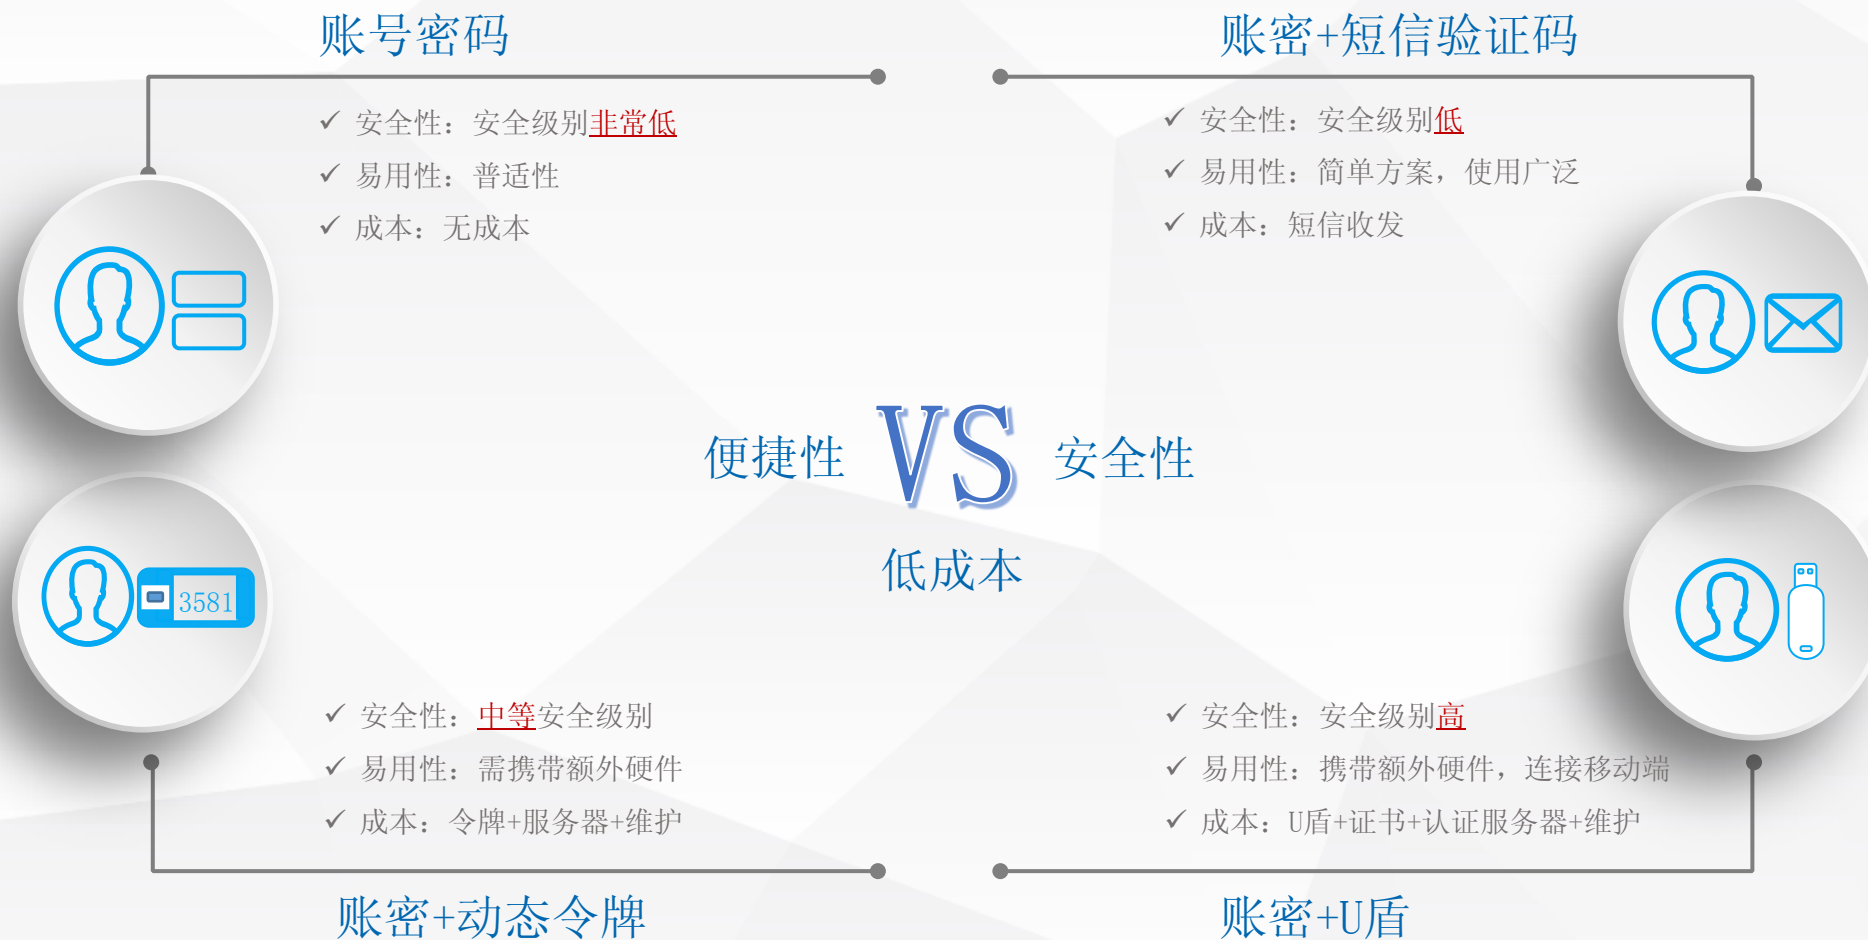 账号密码
安全性：安全级别非常低
易用性：普适性
成本：无成本
账密+短信验证码
安全性：安全级别低
易用性：简单方案，使用广泛
成本：短信收发
便捷性 VS 安全性
低成本
3581
安全性：中等安全级别
易用性：需携带额外硬件
成本：令牌+服务器+维护
账密+动态令牌
安全性：安全级别高
易用性：携带额外硬件，连接移动端
成本：U盾+证书+认证服务器+维护
账密+U盾